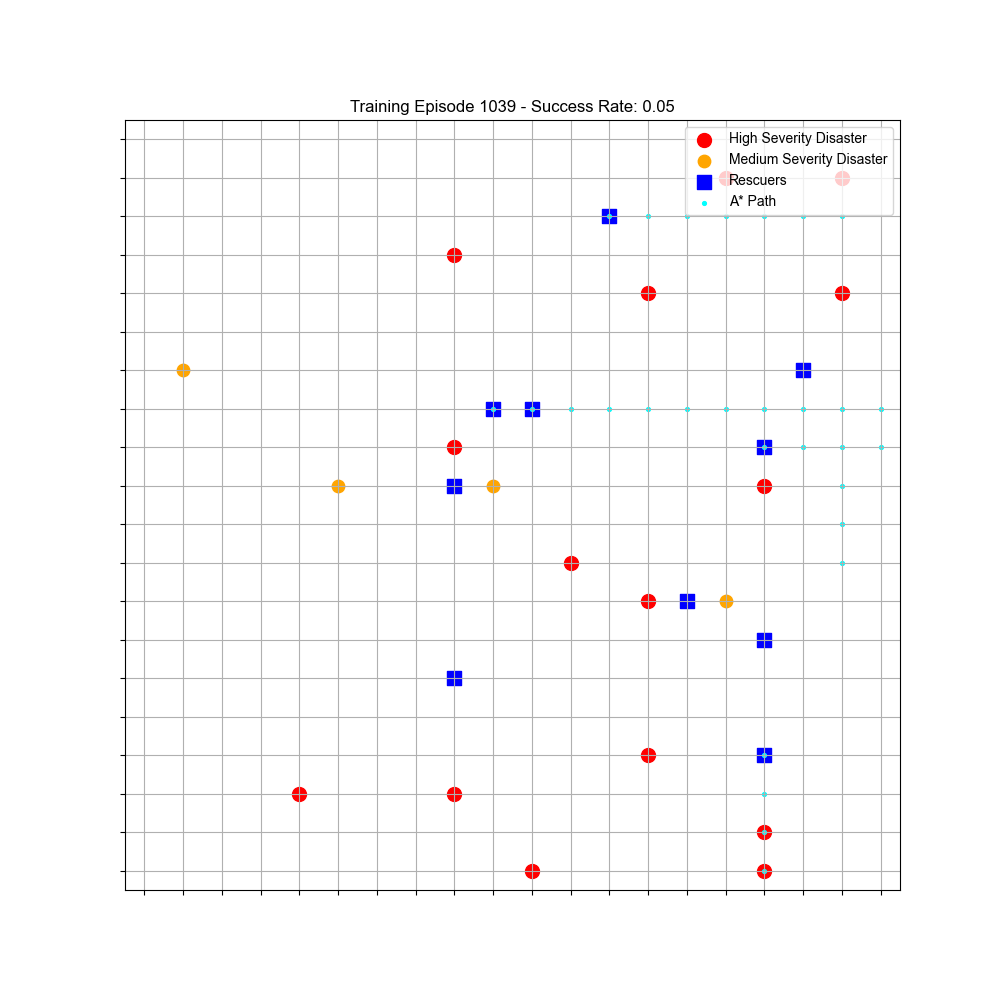 Training Episode 1039 - Success Rate: 0.05
High Severity Disaster
Medium Severity Disaster
Rescuers
A* Path